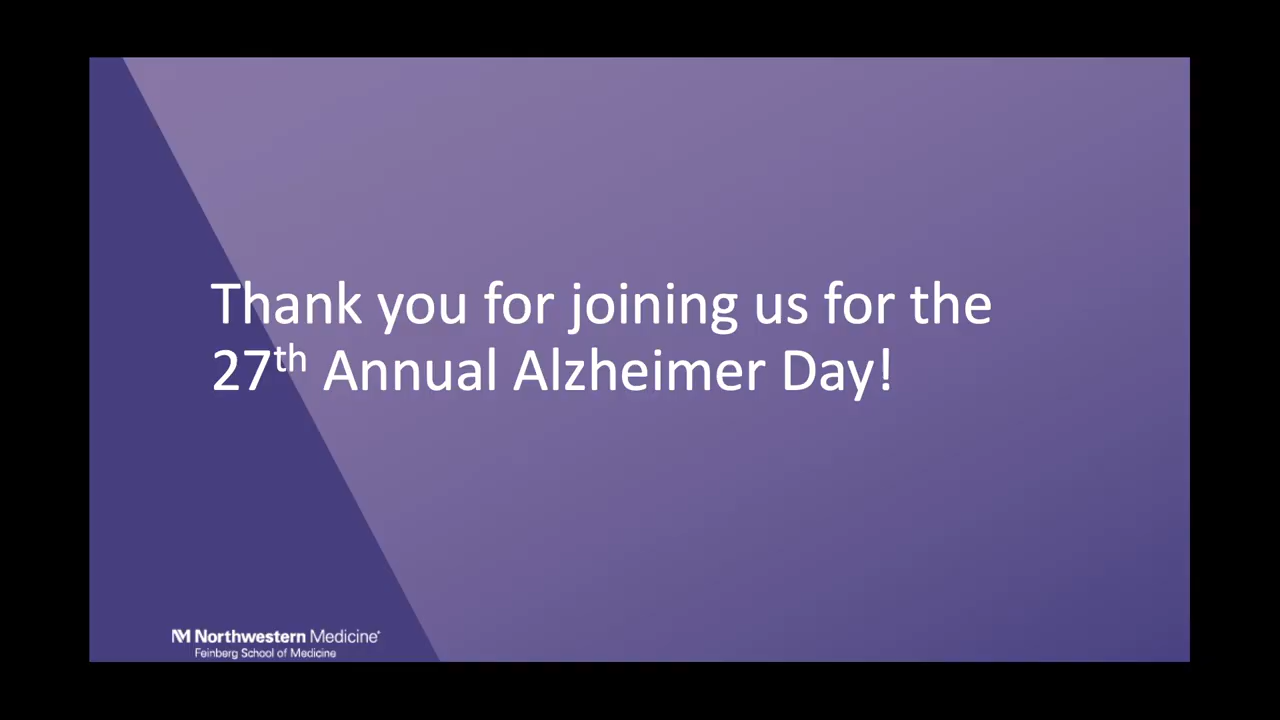 Thank you for joining us for the
27th Annual Alzheimer Day!
Northwestern Medicine®
Feinberg School of Medicine